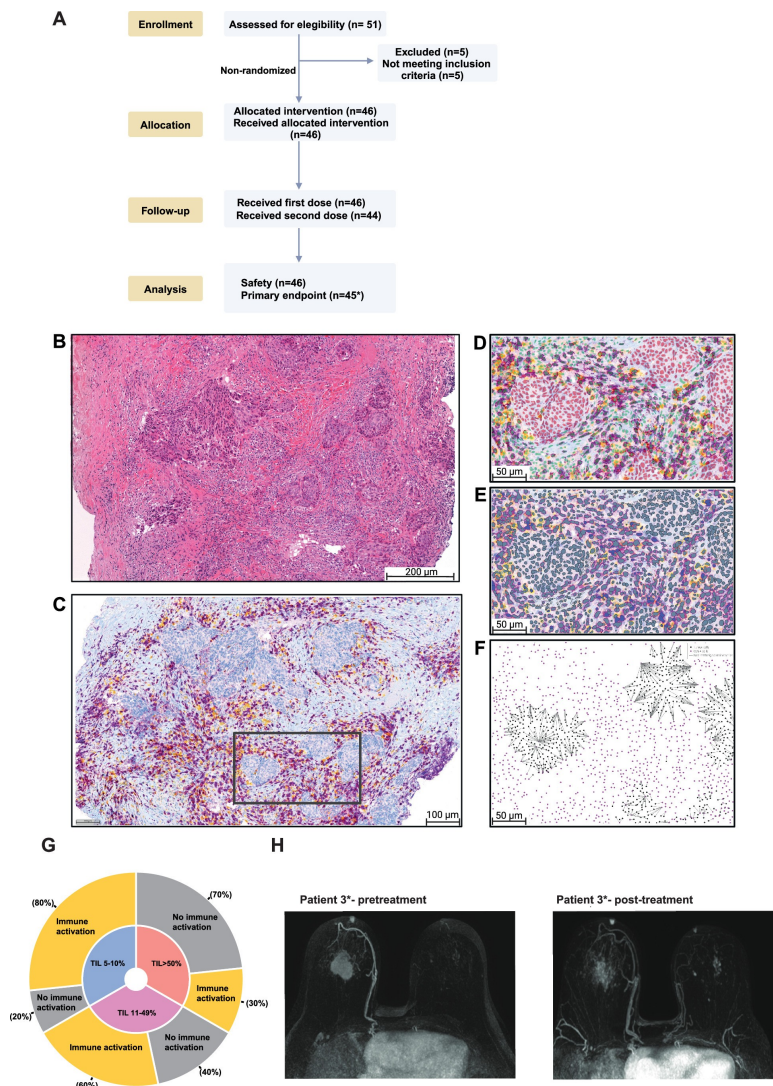 A
Enrollment
Assessed for elegibility (n= 51)
Excluded (n=5)
Not meeting inclusion
criteria (n=5)
Non-randomized
Allocation
Allocated intervention (n=46)
Received allocated intervention
(n=46)
Follow-up
Received first dose (n=46)
Received second dose (n=44)
Analysis
Safety (n=46)
Primary endpoint (n=45*)
B
200 µm
C
100 µm
D
50 µm
E
50 µm
F
50 µm
G
(80%)
Immune
activation
(70%)
No immune
activation
TIL 5-10%
TIL>50%
TIL 11-49%
No immune
activation
(20%)
Immune
activation
(30%)
Immune activation
(60%)
No immune
activation
(40%)
H
Patient 3*- pretreatment
Patient 3*- post-treatment